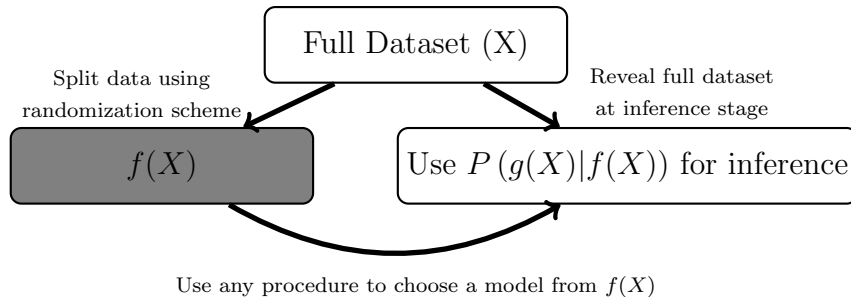 Full Dataset (X)
Split data using
randomization scheme
Reveal full dataset
at inference stage
f(X)
Use P (g(X)|f(X)) for inference
Use any procedure to choose a model from f(X)